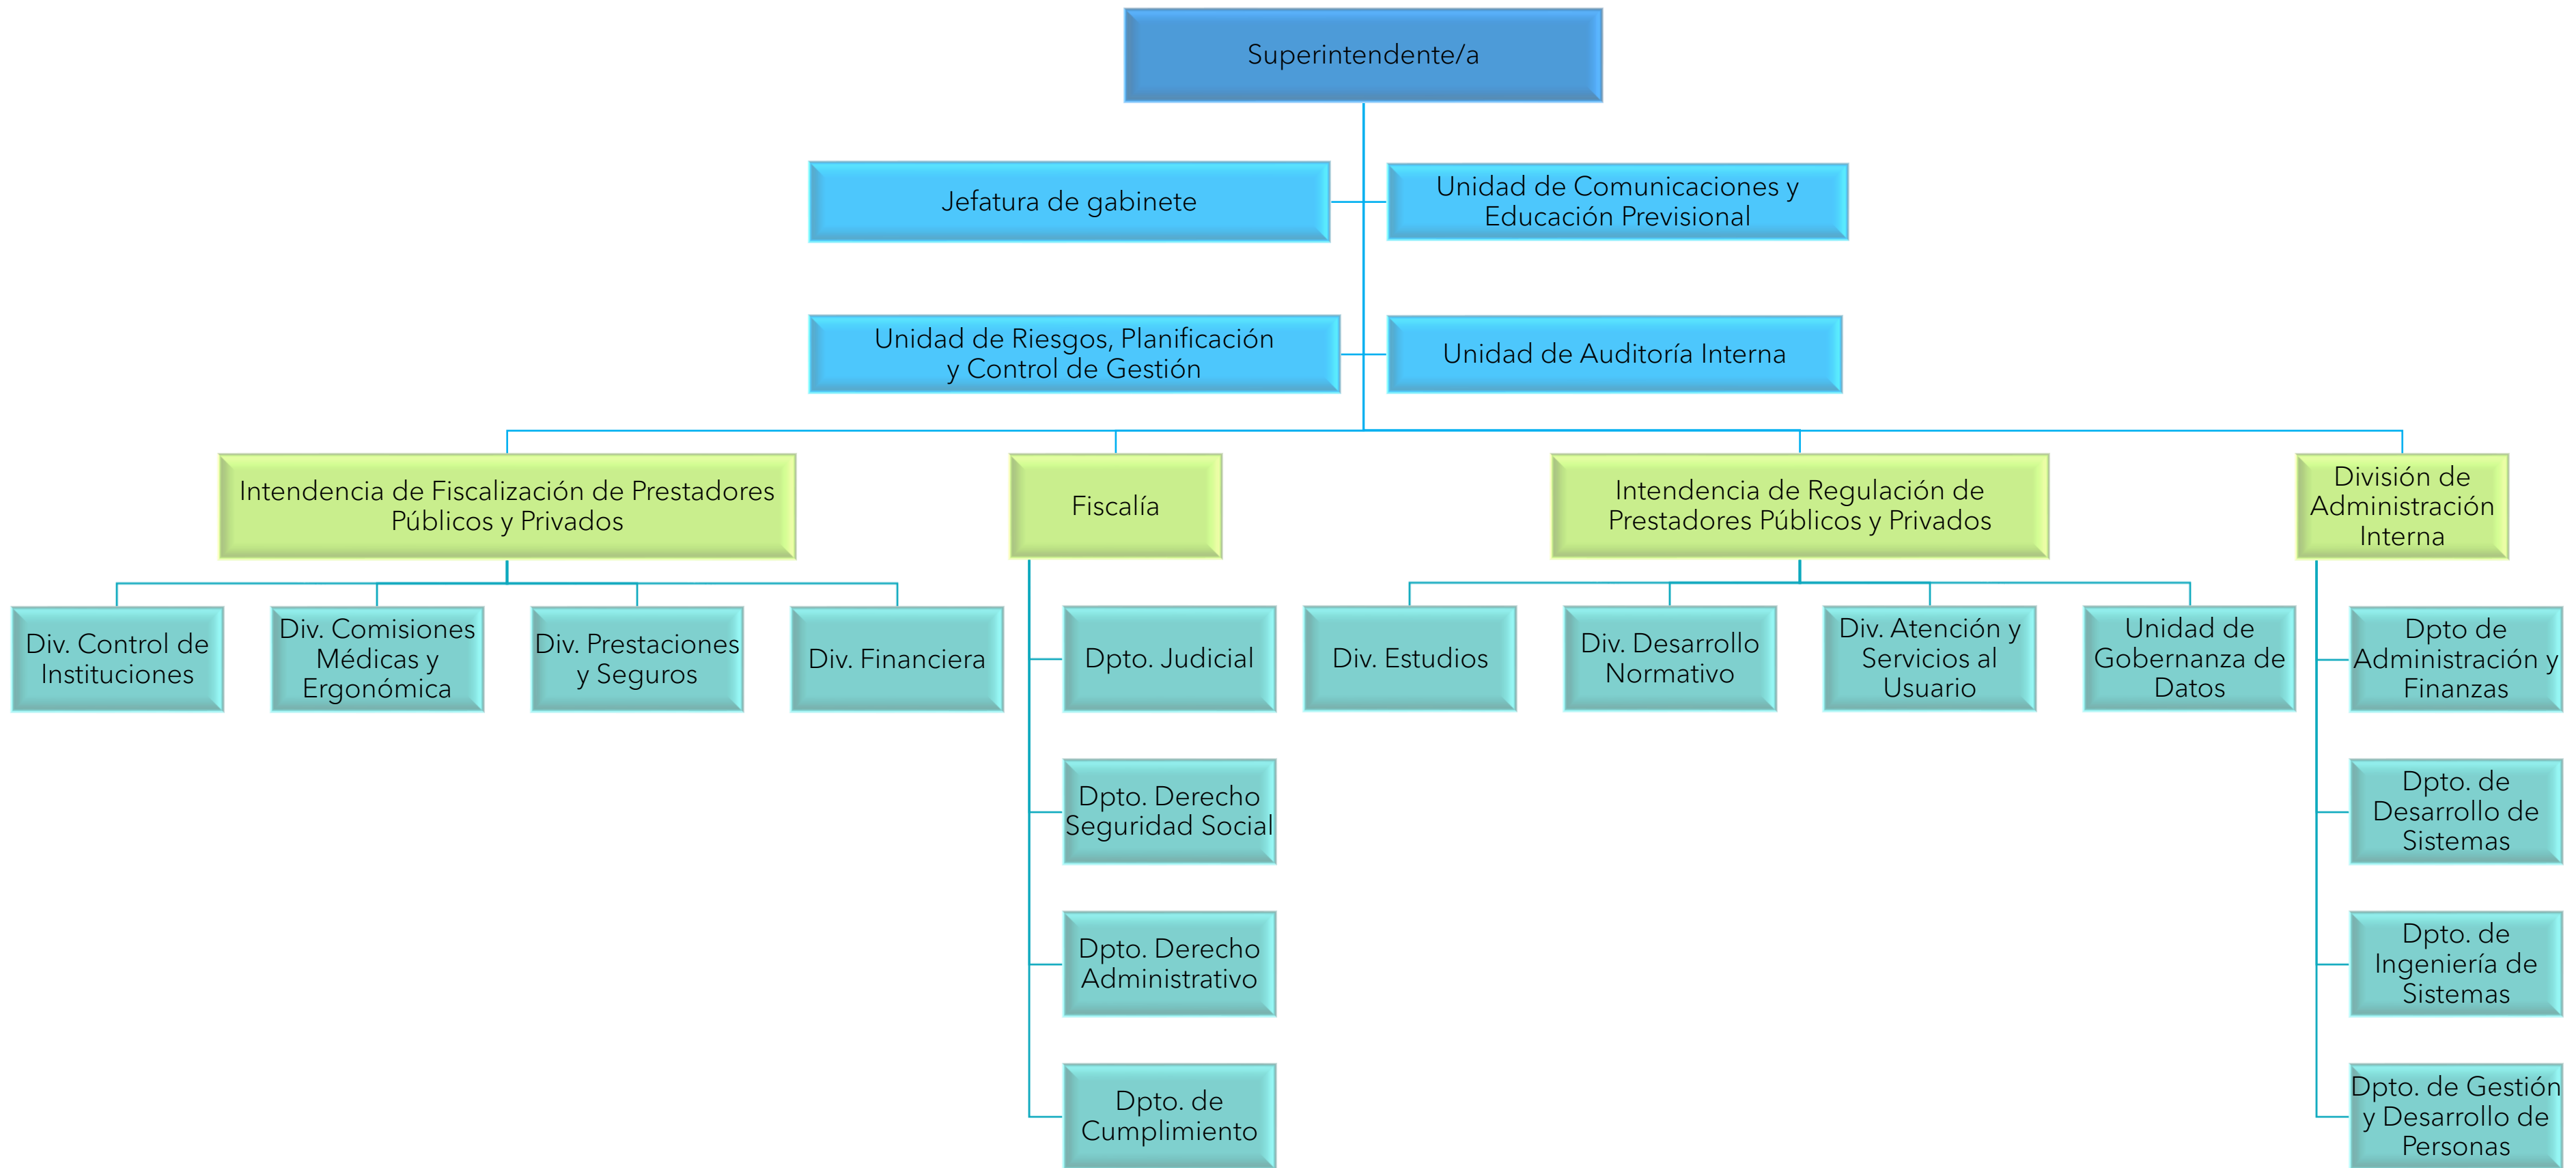 Superintendente/a
Jefatura de gabinete
Unidad de Comunicaciones y
Educación Previsional
Unidad de Riesgos, Planificación
y Control de Gestión
Unidad de Auditoría Interna
Intendencia de Fiscalización de Prestadores
Públicos y Privados
Fiscalía
Intendencia de Regulación de
Prestadores Públicos y Privados
División de
Administración
Interna
Div. Control de
Instituciones
Div. Comisiones
Médicas y
Ergonómica
Div. Prestaciones
y Seguros
Div. Financiera
Dpto. Judicial
Dpto. Derecho
Seguridad Social
Dpto. Derecho
Administrativo
Dpto. de
Cumplimiento
Div. Estudios
Div. Desarrollo
Normativo
Div. Atención y
Servicios al
Usuario
Unidad de
Gobernanza de
Datos
Dpto de
Administración y
Finanzas
Dpto. de
Desarrollo de
Sistemas
Dpto. de
Ingeniería de
Sistemas
Dpto. de Gestión
y Desarrollo de
Personas